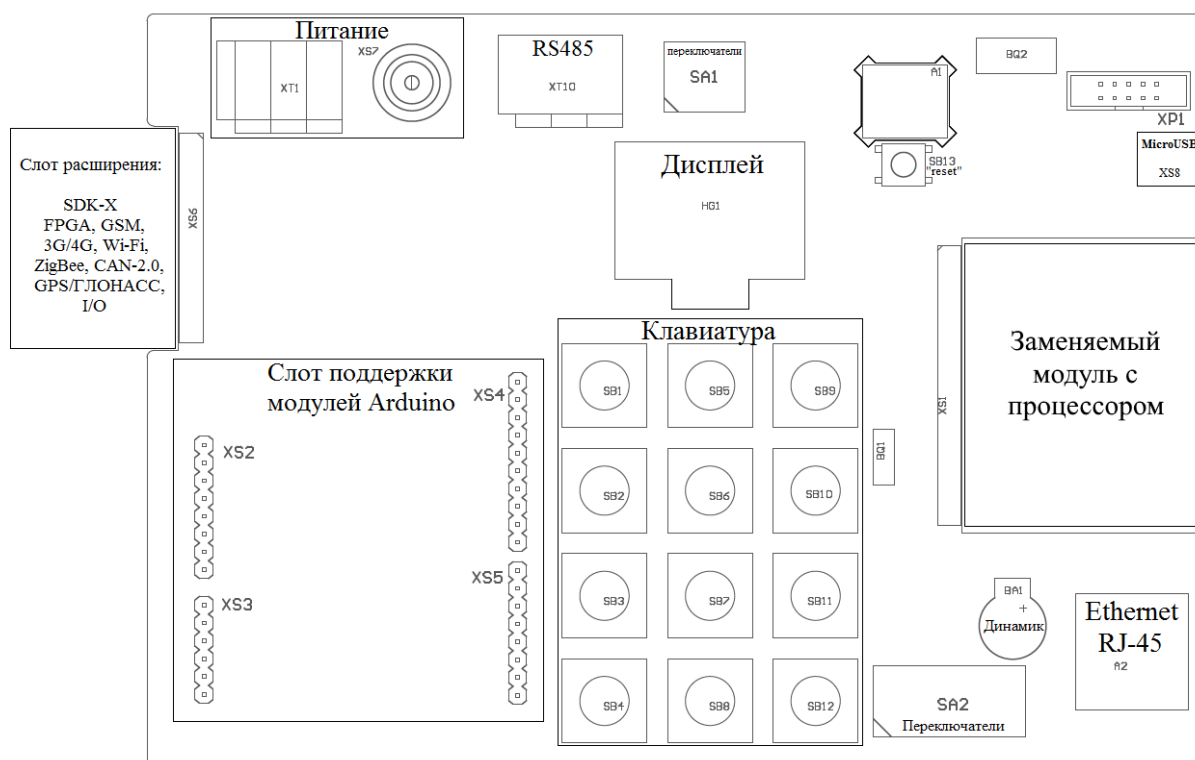 Питание
XS7
XT1
RS485
XT10
переключатели
SA1
A1
BQ2
XP1
MicroUSB
XS8
SB13
"reset"
Дисплей
HG1
Слот расширения:
SDK-X
FPGA, GSM,
3G/4G, Wi-Fi,
ZigBee, CAN-2.0,
GPS/ГЛОНАСС,
I/O
XS6
Слот поддержки
модулей Arduino
XS4
XS2
XS5
XS3
Клавиатура
SB1
SB5
SB9
SB2
SB6
SB10
SB3
SB7
SB11
SB4
SB8
SB12
BQ1
XS1
Заменяемый
модуль с
процессором
BA1
+
Динамик
Ethernet
RJ-45
A2
SA2
Переключатели